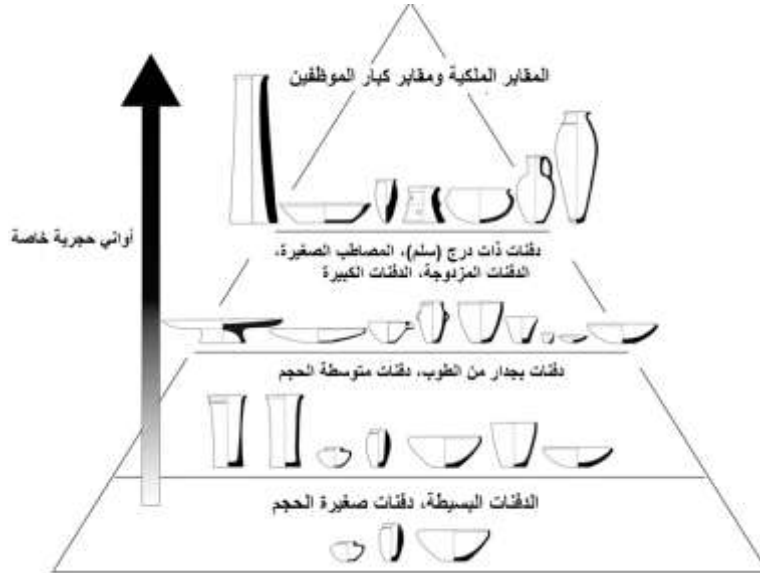 المقابر الملكية ومقابر كبار الموظفين
أواني حجرية خاصة
دفنات ذات درج (سلم)، المصاطب الصغيرة،
الدفنات المزدوجة، الدفنات الكبيرة
دفنات بجدار من الطوب، دفنات متوسطة الحجم
الدفنات البسيطة، دفنات صغيرة الحجم